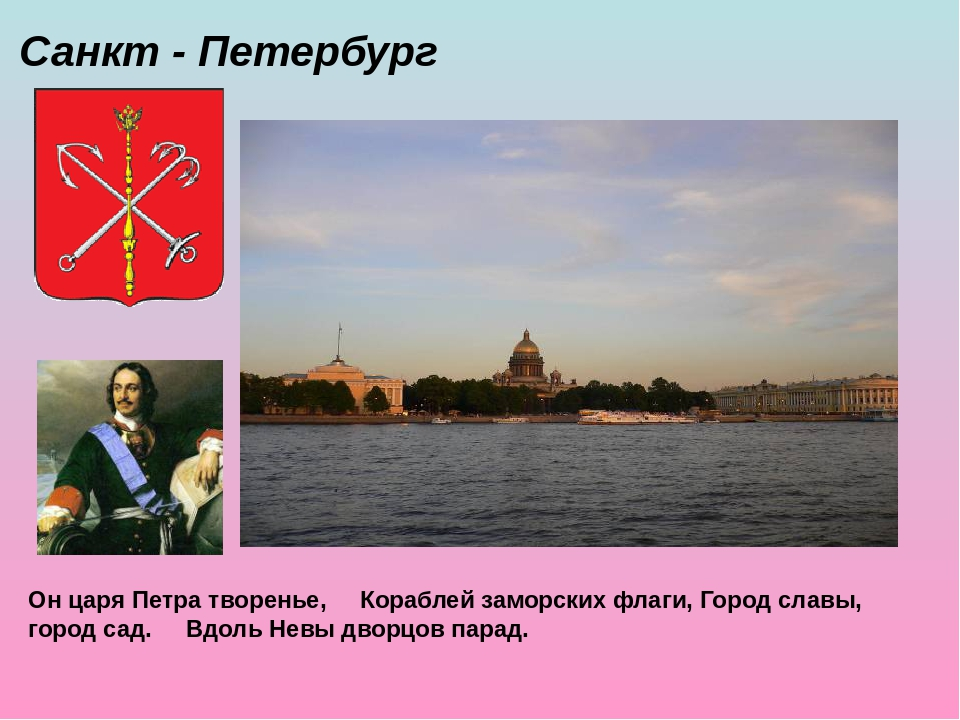 Санкт - Петербург
Он царя Петра творенье, Кораблей заморских флаги, Город славы,
город сад. Вдоль Невы дворцов парад.